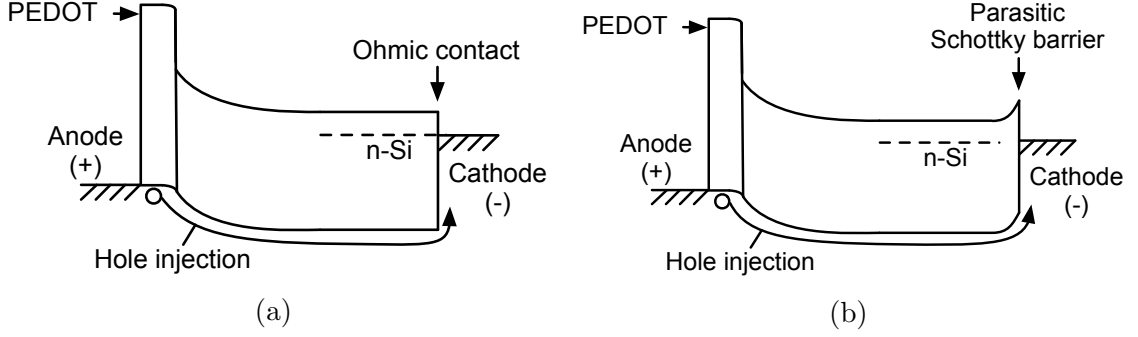 PEDOT
Ohmic contact
Anode
(+)
n-Si
Cathode
(-)
Hole injection
(a)
Parasitic
Schottky barrier
PEDOT
Anode
(+)
n-Si
Cathode
(-)
Hole injection
(b)